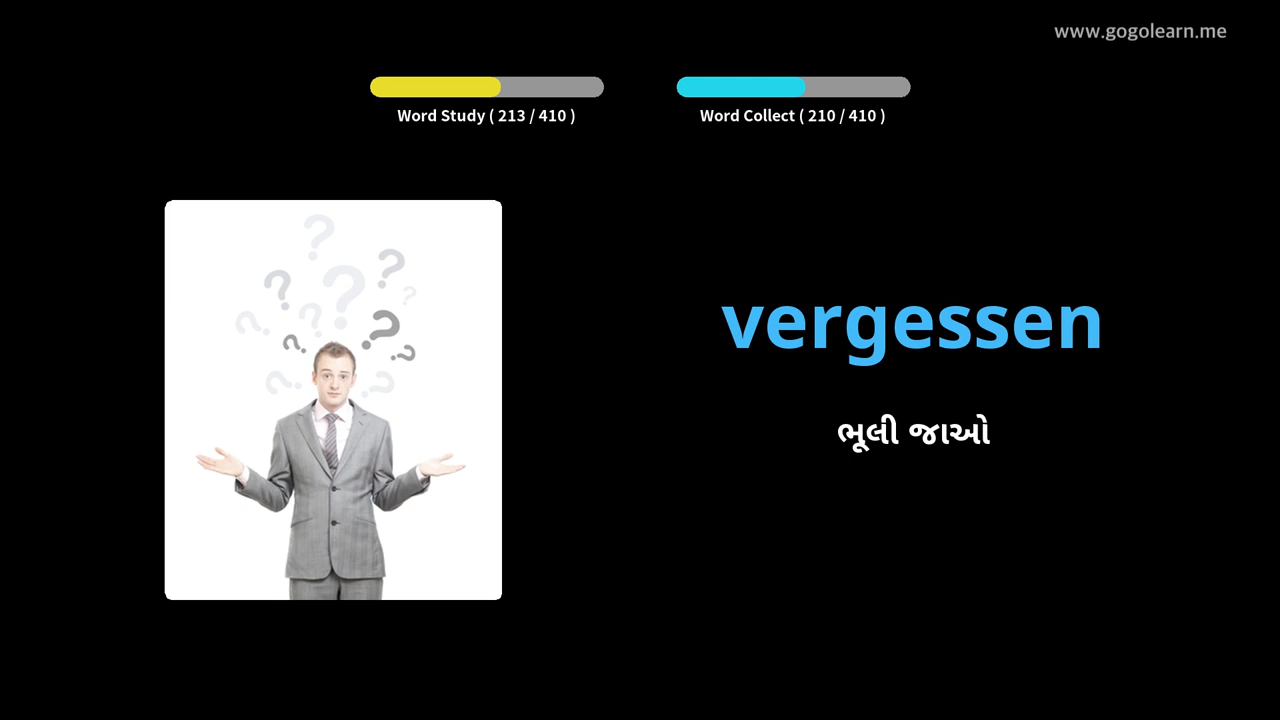 www.gogolearn.me
Word Study ( 213 / 410 )
Word Collect ( 210 / 410 )
vergessen
ભૂલી જાઓ